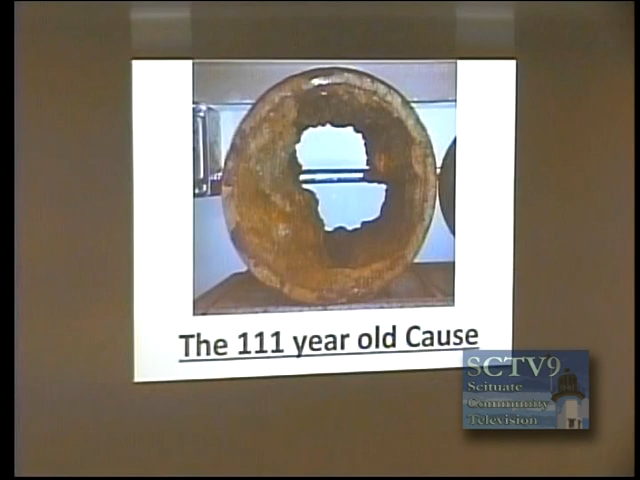 The 111 year old Cause
SCTV9
Scituate
Community
Television